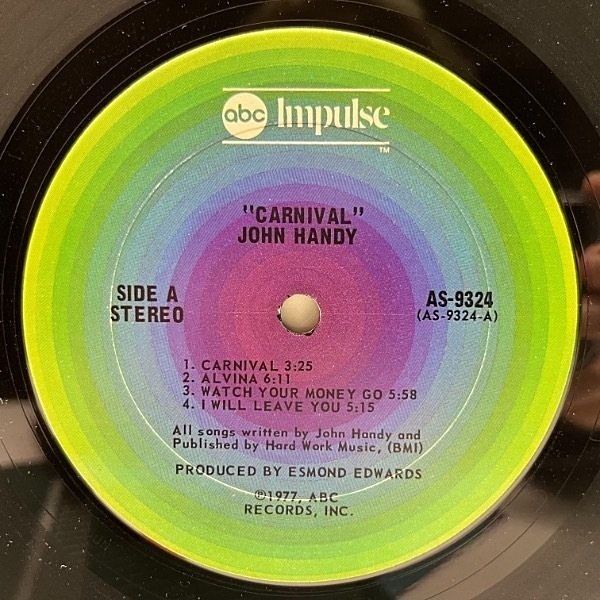 abc Impulse
TM
"CARNIVAL"
JOHN HANDY
SIDE A
STEREO
AS-9324
(AS-9324-A)
1. CARNIVAL 3:25
2. ALVINA 6:11
3. WATCH YOUR MONEY GO 5:58
4. I WILL LEAVE YOU 5:15
All songs written by John Handy and
Published by Hard Work Music, (BMI)
PRODUCED BY ESMOND EDWARDS
©1977, ABC
RECORDS, INC.